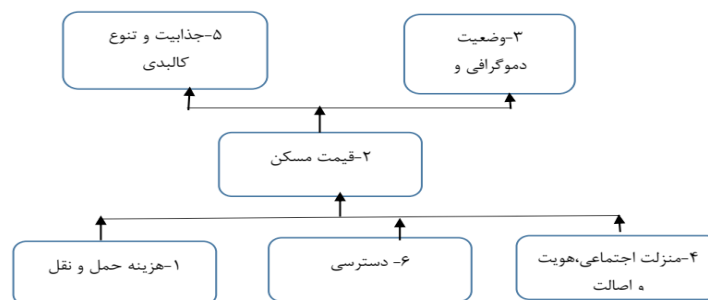 ۳-وضعیت
دموگرافی و
۵-جذابیت و تنوع
کالبدی
۲-قیمت مسکن
۴-منزلت اجتماعی،هویت
و اصالت
۶- دسترسی
۱-هزینه حمل و نقل